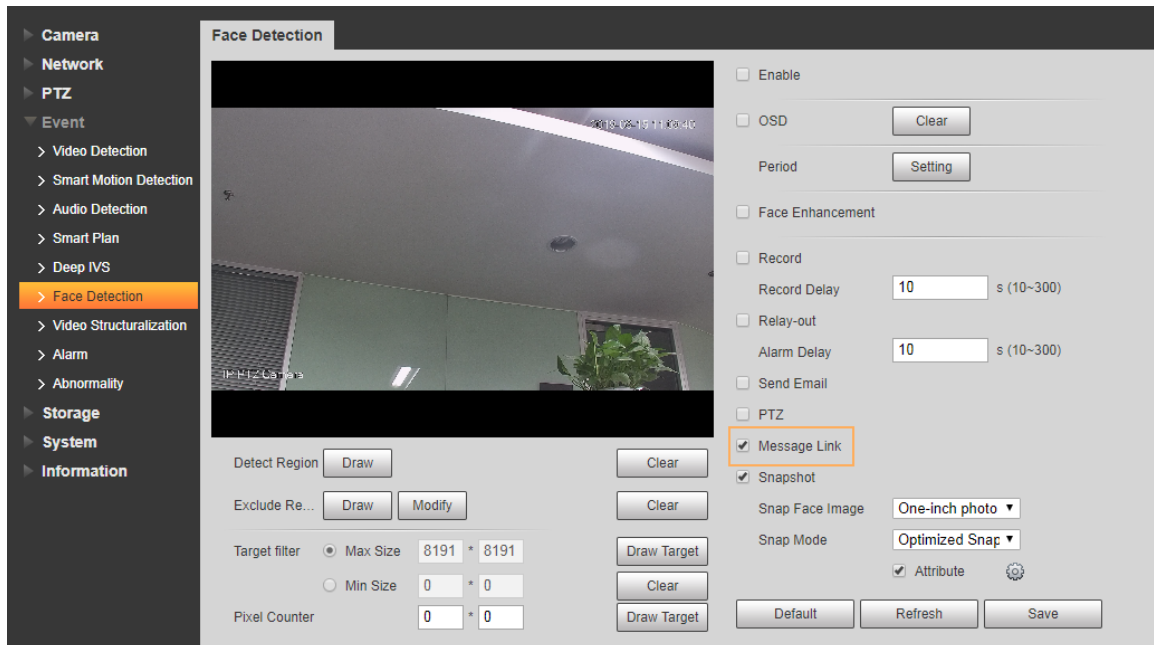 Camera
Network
PTZ
Event
Video Detection
Smart Motion Detection
Audio Detection
Smart Plan
Deep IVS
Face Detection
Video Structuralization
Alarm
Abnormality
Storage
System
Information
Face Detection
IP PTZ Camera
Detect Region Draw Clear
Exclude Re... Draw Modify Clear
Target filter Max Size 8191 * 8191 Draw Target
Min Size 0 * 0 Clear
Pixel Counter 0 * 0 Draw Target
Enable
OSD Clear
Period Setting
Face Enhancement
Record
Record Delay 10 s (10~300)
Relay-out
Alarm Delay 10 s (10~300)
Send Email
PTZ
Message Link
Snapshot
Snap Face Image One-inch photo
Snap Mode Optimized Snap
Attribute
Default Refresh Save